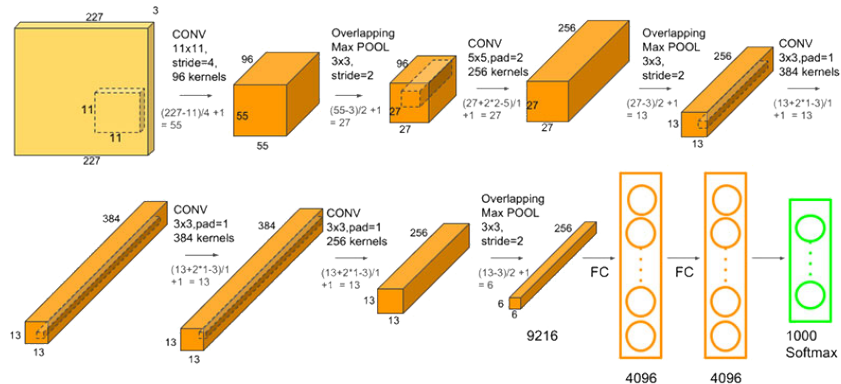 227
3
11
11
227
CONV
11x11,
stride=4,
96 kernels
(227-11)/4 +1
= 55
96
55
55
Overlapping
Max POOL
3x3,
stride=2
(55-3)/2 +1
= 27
96
27
27
CONV
5x5,pad=2
256 kernels
(27+2*2-5)/1
+1 = 27
256
27
27
Overlapping
Max POOL
3x3,
stride=2
(27-3)/2 +1
= 13
256
13
13
CONV
3x3,pad=1
384 kernels
(13+2*1-3)/1
+1 = 13
384
13
13
CONV
3x3,pad=1
384 kernels
(13+2*1-3)/1
+1 = 13
384
13
13
CONV
3x3,pad=1
256 kernels
(13+2*1-3)/1
+1 = 13
256
13
13
Overlapping
Max POOL
3x3,
stride=2
(13-3)/2 +1
= 6
256
6
6
9216
FC
4096
FC
4096
1000
Softmax